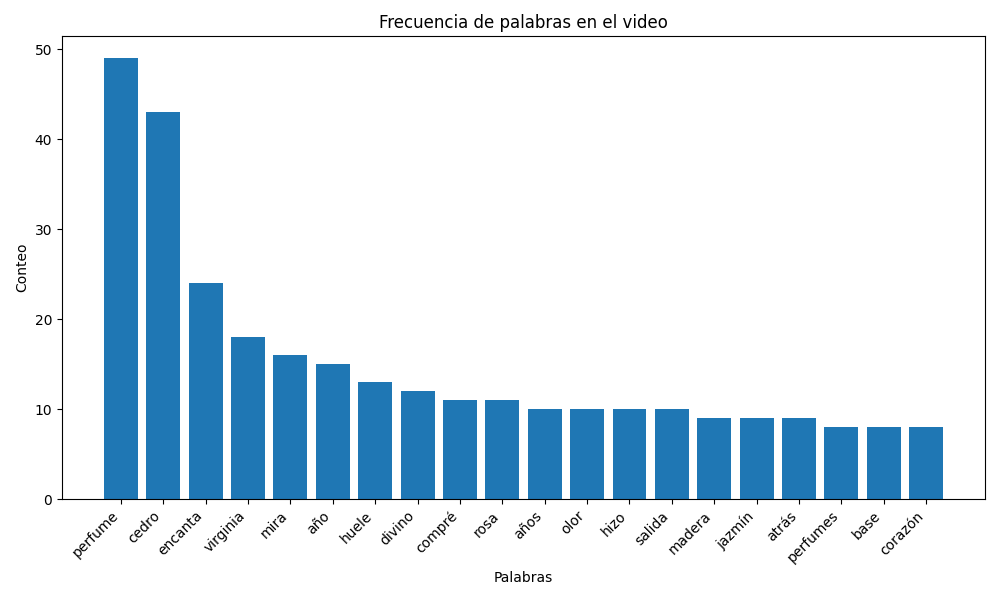 Frecuencia de palabras en el video
Conteo
50
40
30
20
10
0
perfume
cedro
encanta
virginia
mira
año
huele
divino
compré
rosa
años
olor
hizo
salida
madera
jazmín
atrás
perfumes
base
corazón
Palabras